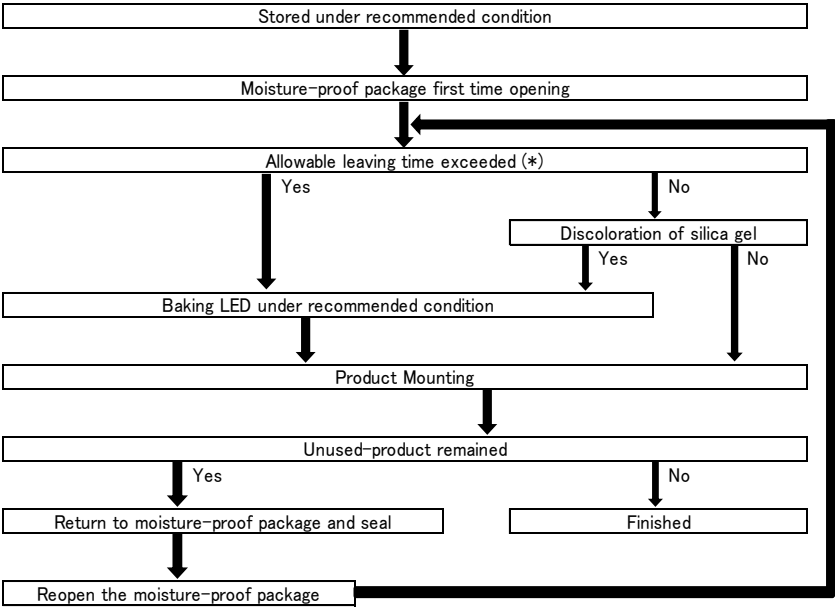 Stored under recommended condition
Moisture-proof package first time opening
Allowable leaving time exceeded (*)
Yes
No
Discoloration of silica gel
Yes
No
Baking LED under recommended condition
Product Mounting
Unused-product remained
Yes
No
Return to moisture-proof package and seal
Finished
Reopen the moisture-proof package